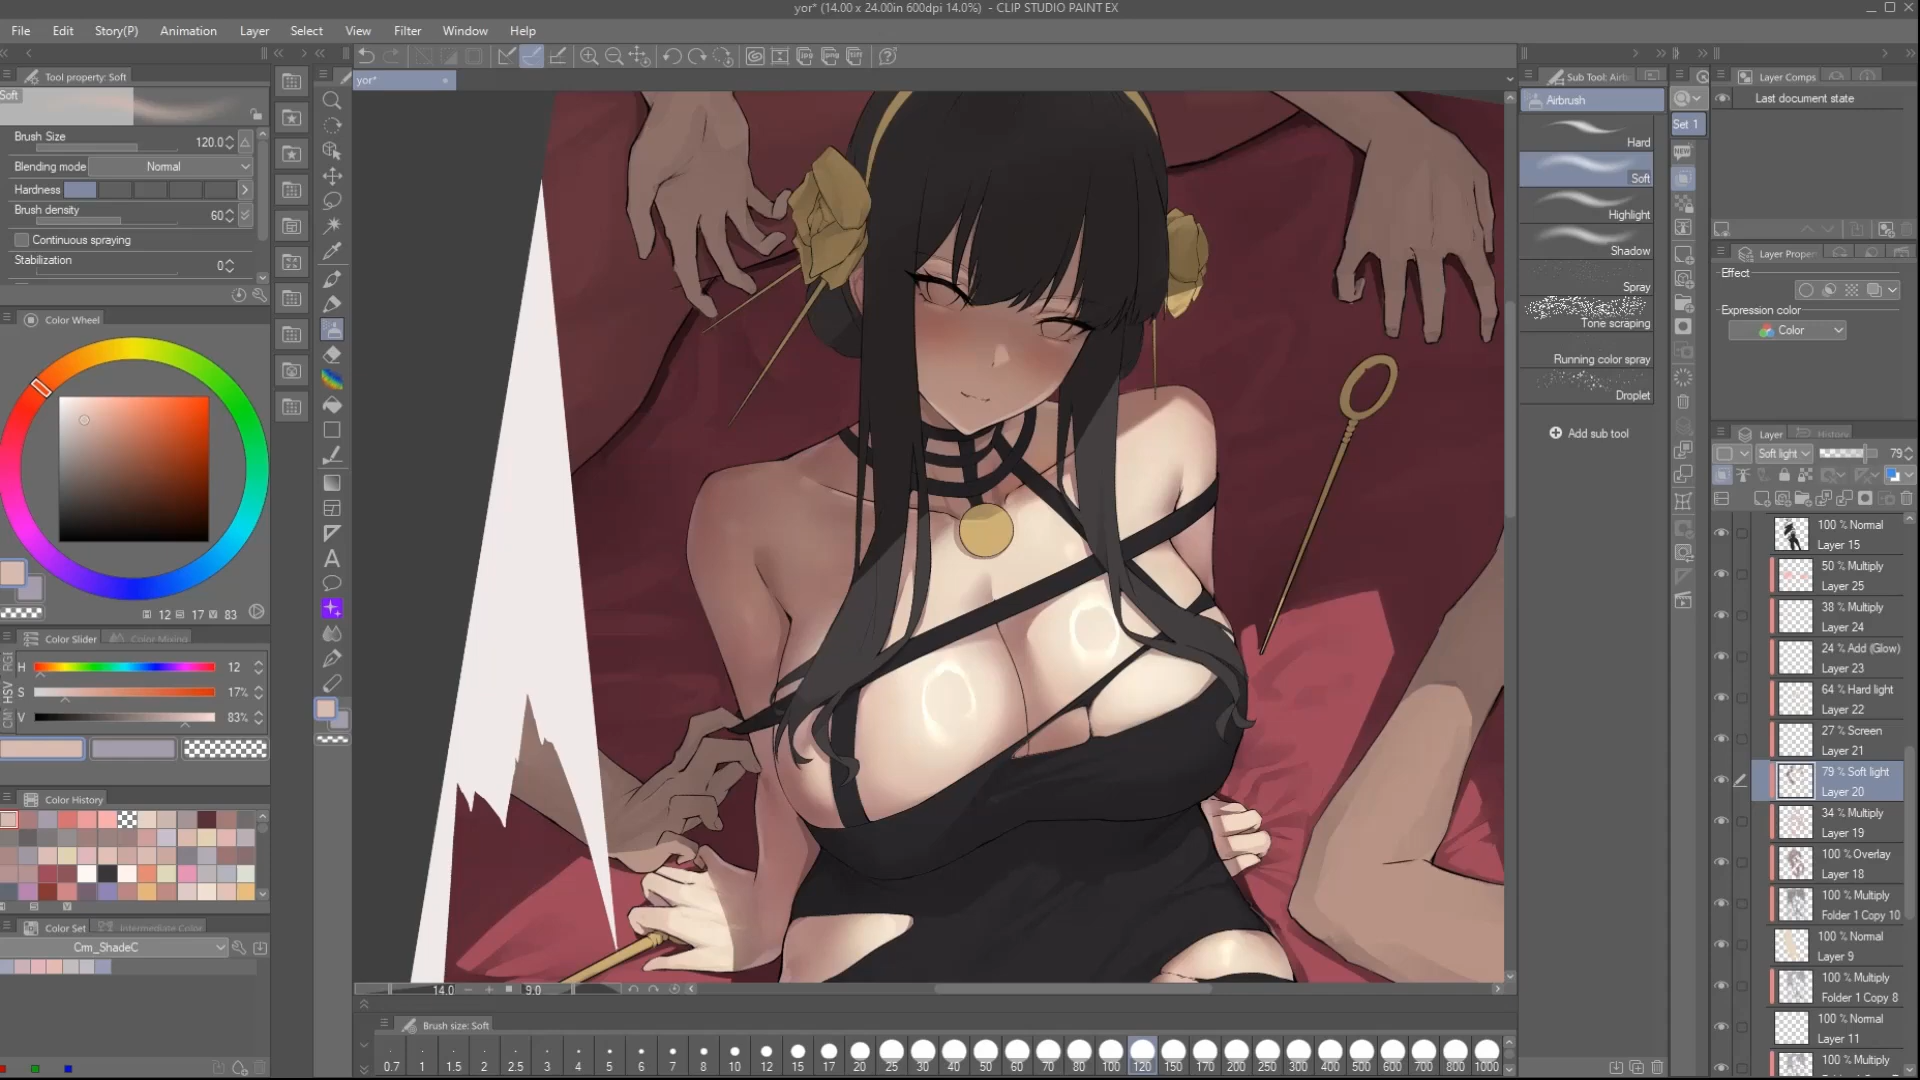 yor* (14.00 x 24.00in 600dpi 14.0%) - CLIP STUDIO PAINT EX
File Edit Story(P) Animation Layer Select View Filter Window Help
Tool property: Soft
Soft
Brush Size 120.0
Blending mode Normal
Hardness
Brush density 60
Continuous spraying
Stabilization 0
Color Wheel
12 17 83
Color Slider Color Mixing
H 12
S 17%
V 83%
Color History
Color Set Intermediate Color
Crm_ShadeC
yor*
14.0 9.0
Brush size: Soft
0.7 1 1.5 2 2.5 3 4 5 6 7 8 10 12 15 17 20 25 30 40 50 60 70 80 100 120 150 170 200 250 300 400 500 600 700 800 1000
Sub Tool: Airb
Airbrush
Hard
Soft
Highlight
Shadow
Spray
Tone scraping
Running color spray
Droplet
Add sub tool
Set 1
NEW
Layer Comps
Last document state
Layer Proper
Effect
Expression color
Color
Layer History
Soft light 79
100 % Normal
Layer 15
50 % Multiply
Layer 25
38 % Multiply
Layer 24
24 % Add (Glow)
Layer 23
64 % Hard light
Layer 22
27 % Screen
Layer 21
79 % Soft light
Layer 20
34 % Multiply
Layer 19
100 % Overlay
Layer 18
100 % Multiply
Folder 1 Copy 10
100 % Normal
Layer 9
100 % Multiply
Folder 1 Copy 8
100 % Normal
Layer 11
100 % Multiply